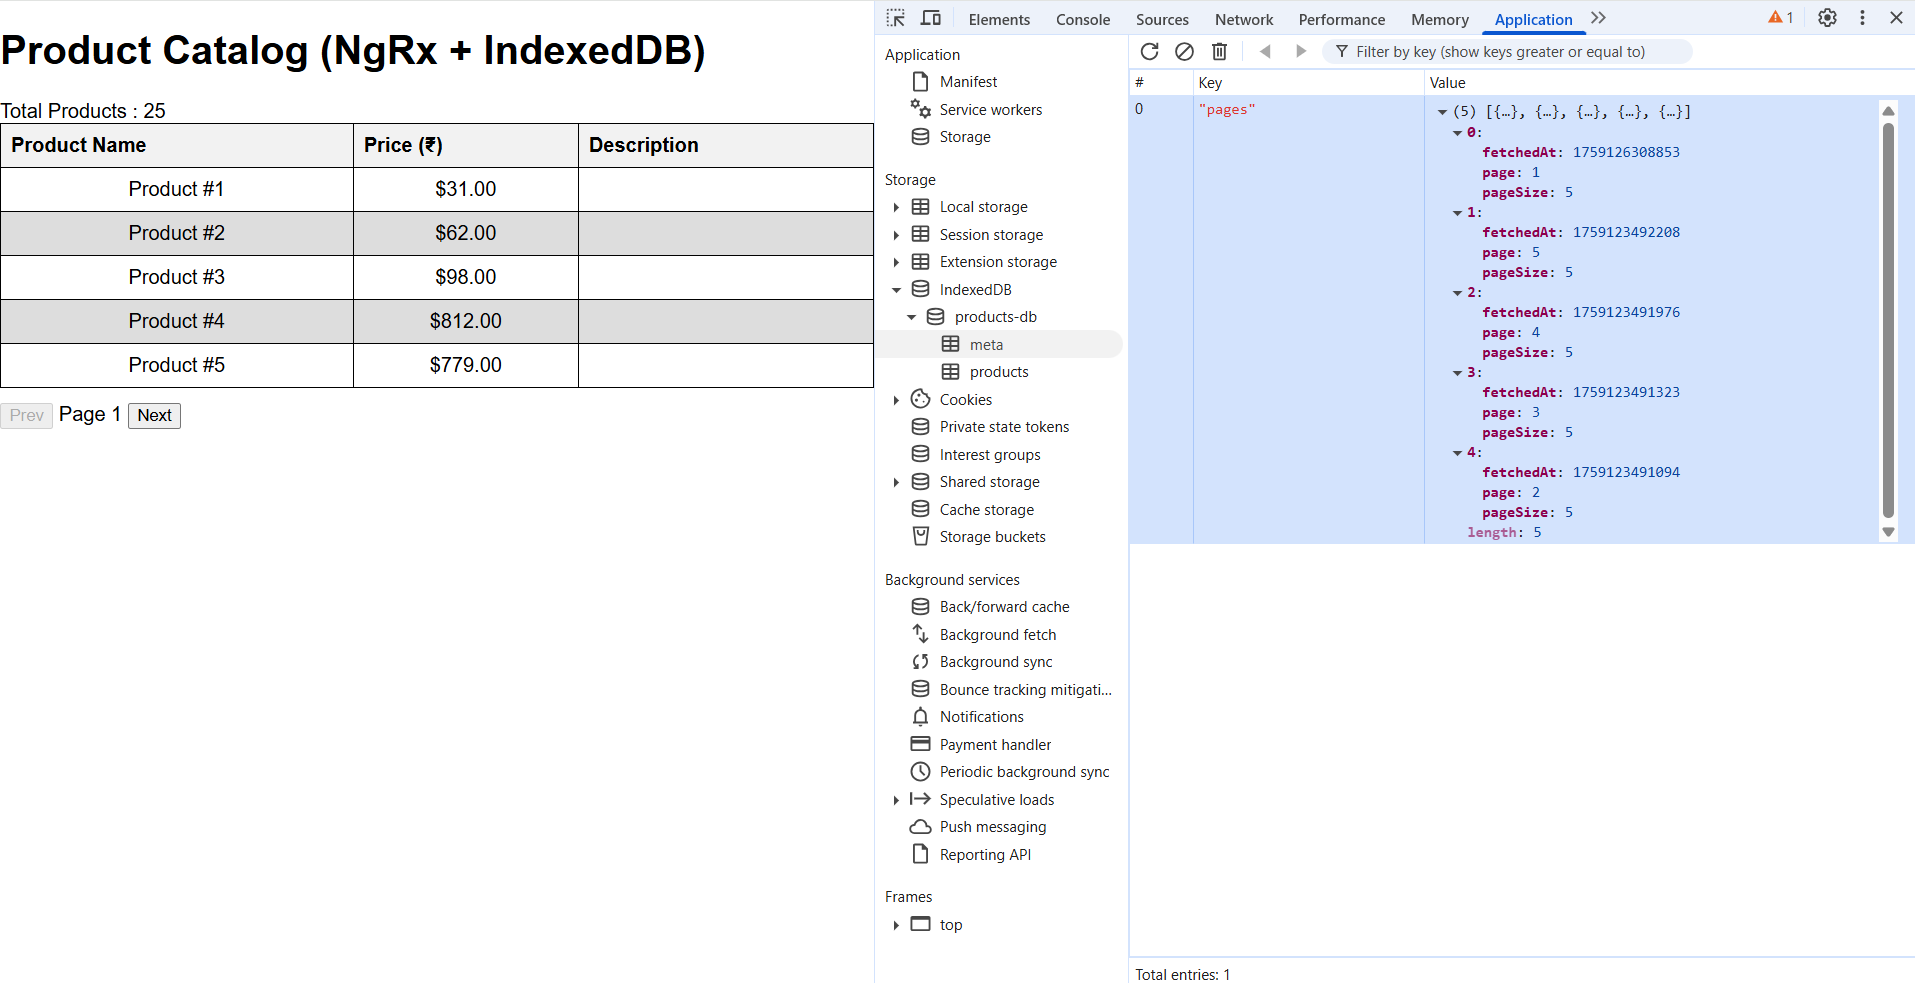 Product Catalog (NgRx + IndexedDB)
Total Products : 25
Product Name Price (₹) Description
Product #1 $31.00
Product #2 $62.00
Product #3 $98.00
Product #4 $812.00
Product #5 $779.00
Prev Page 1 Next
Elements Console Sources Network Performance Memory Application 1
Application
Manifest
Service workers
Storage
Storage
Local storage
Session storage
Extension storage
IndexedDB
products-db
meta
products
Cookies
Private state tokens
Interest groups
Shared storage
Cache storage
Storage buckets
Background services
Back/forward cache
Background fetch
Background sync
Bounce tracking mitigati...
Notifications
Payment handler
Periodic background sync
Speculative loads
Push messaging
Reporting API
Frames
top
Filter by key (show keys greater or equal to)
# Key Value
0 "pages" (5) [{…}, {…}, {…}, {…}, {…}]
0:
fetchedAt: 1759126308853
page: 1
pageSize: 5
1:
fetchedAt: 1759123492208
page: 5
pageSize: 5
2:
fetchedAt: 1759123491976
page: 4
pageSize: 5
3:
fetchedAt: 1759123491323
page: 3
pageSize: 5
4:
fetchedAt: 1759123491094
page: 2
pageSize: 5
length: 5
Total entries: 1